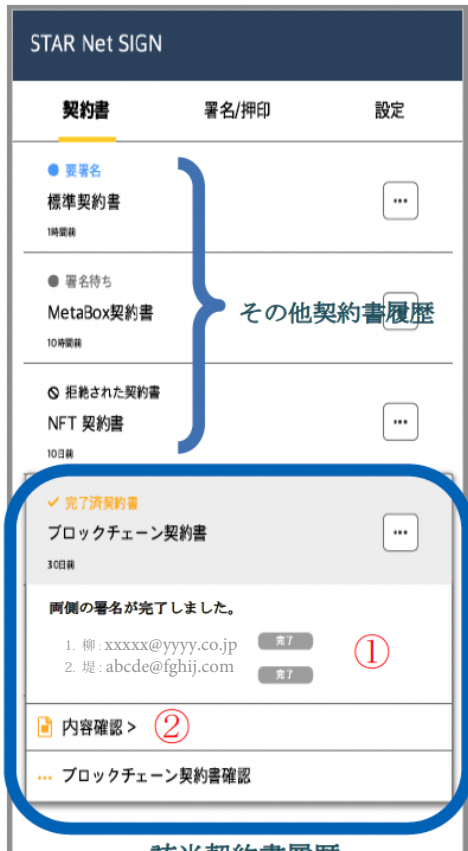 STAR Net SIGN
契約書 署名/押印 設定
要署名
標準契約書
1時間前
署名待ち
MetaBox契約書
10時間前
その他契約書履歴
拒絶された契約書
NFT 契約書
10日前
完了済契約書
ブロックチェーン契約書
30日前
両側の署名が完了しました。
1. 柳 : xxxxx@yyyy.co.jp 完了
2. 堤 : abcde@fghij.com 完了
①
内容確認 > ②
ブロックチェーン契約書確認
該当契約書履歴